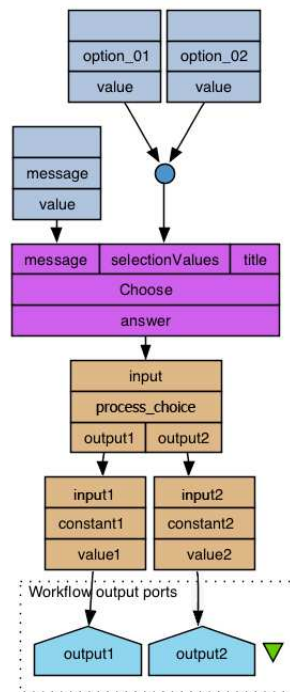 option_01 option_02
value value
message
value
message selectionValues title
Choose
answer
input
process_choice
output1 output2
input1 input2
constant1 constant2
value1 value2
Workflow output ports
output1 output2